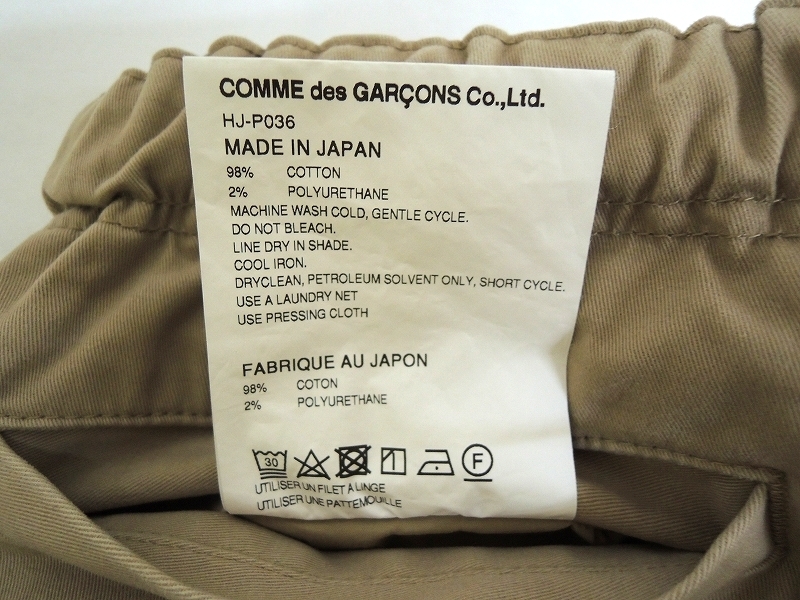 COMME des GARÇONS Co.,Ltd.
HJ-P036
MADE IN JAPAN
98% COTTON
2% POLYURETHANE
MACHINE WASH COLD, GENTLE CYCLE.
DO NOT BLEACH.
LINE DRY IN SHADE.
COOL IRON.
DRYCLEAN, PETROLEUM SOLVENT ONLY, SHORT CYCLE.
USE A LAUNDRY NET
USE PRESSING CLOTH
FABRIQUE AU JAPON
98% COTON
2% POLYURETHANE
30 F
UTILISER UN FILET A LINGE
UTILISER UNE PATTEMOUILLE